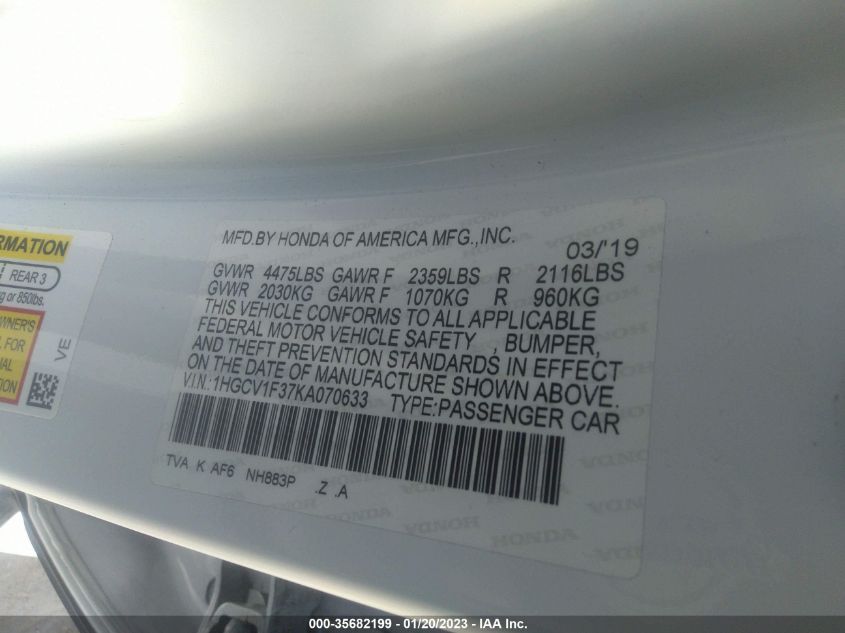 RMATION
REAR 3
g or 850lbs.
OWNER'S
L FOR
NAL
ATION
VE
MFD.BY HONDA OF AMERICA MFG.,INC. 03/'19
GVWR 4475LBS GAWR F 2359LBS R 2116LBS
GVWR 2030KG GAWR F 1070KG R 960KG
THIS VEHICLE CONFORMS TO ALL APPLICABLE
FEDERAL MOTOR VEHICLE SAFETY , BUMPER,
AND THEFT PREVENTION STANDARDS IN EFFECT
ON THE DATE OF MANUFACTURE SHOWN ABOVE.
V.I.N.:1HGCV1F37KA070633 TYPE:PASSENGER CAR
TVA K AF6 NH883P .Z .A
HONDA
000-35682199 - 01/20/2023 - IAA Inc.